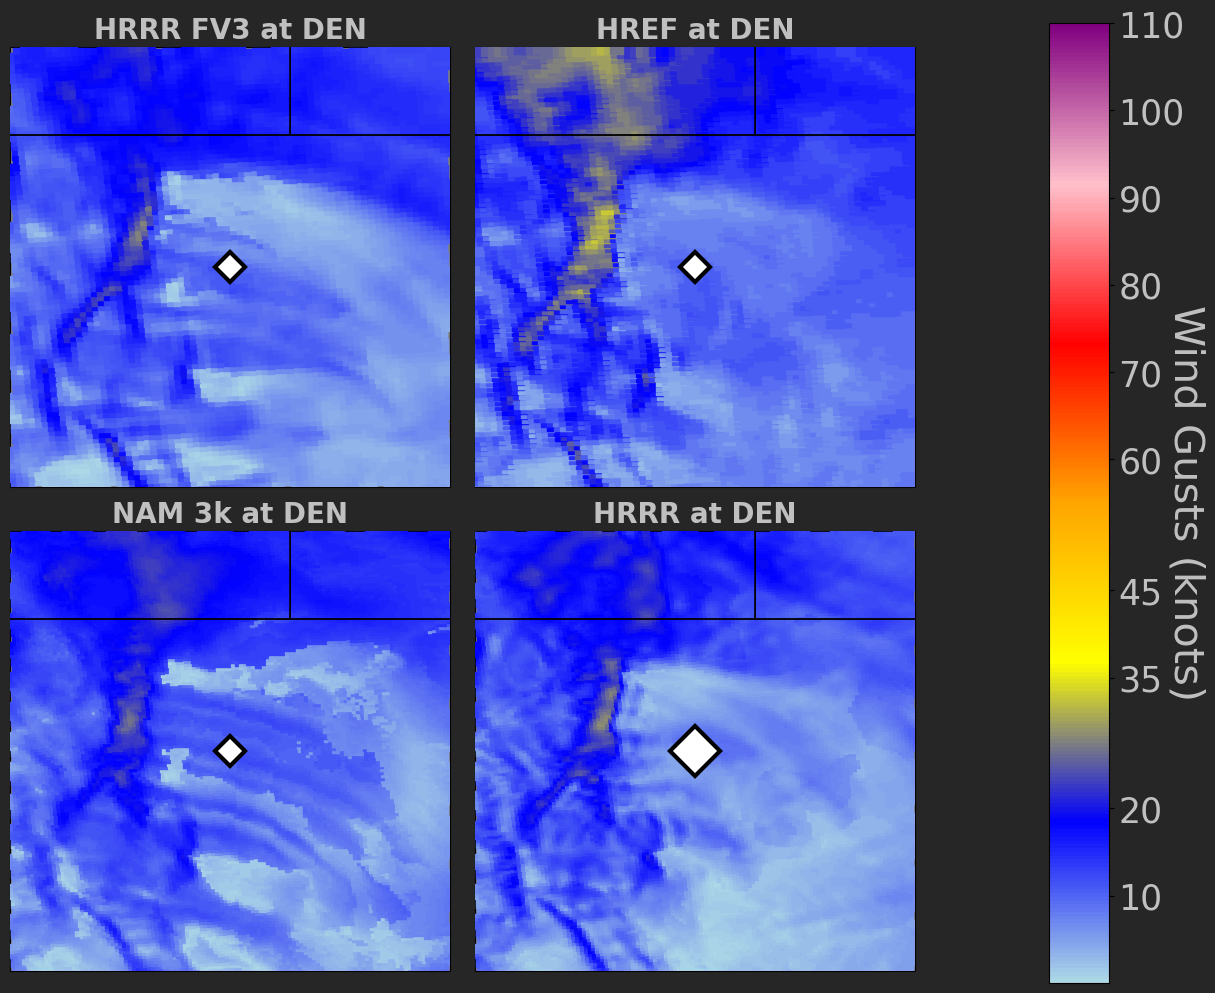 HRRR FV3 at DEN
HREF at DEN
NAM 3k at DEN
HRRR at DEN
110
100
90
80
70
60
45
35
20
10
Wind Gusts (knots)